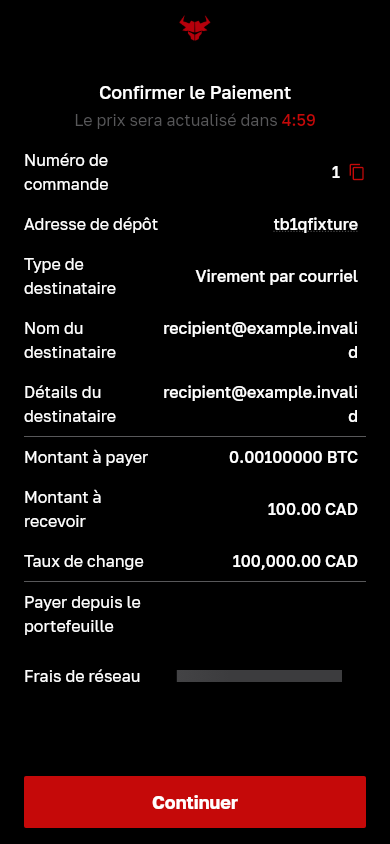 Confirmer le Paiement
Le prix sera actualisé dans 4:59
Numéro de
commande
1
Adresse de dépôt
tb1qfixture
Type de
destinataire
Virement par courriel
Nom du
destinataire
recipient@example.invali
d
Détails du
destinataire
recipient@example.invali
d
Montant à payer
0.00100000 BTC
Montant à
recevoir
100.00 CAD
Taux de change
100,000.00 CAD
Payer depuis le
portefeuille
Frais de réseau
Continuer